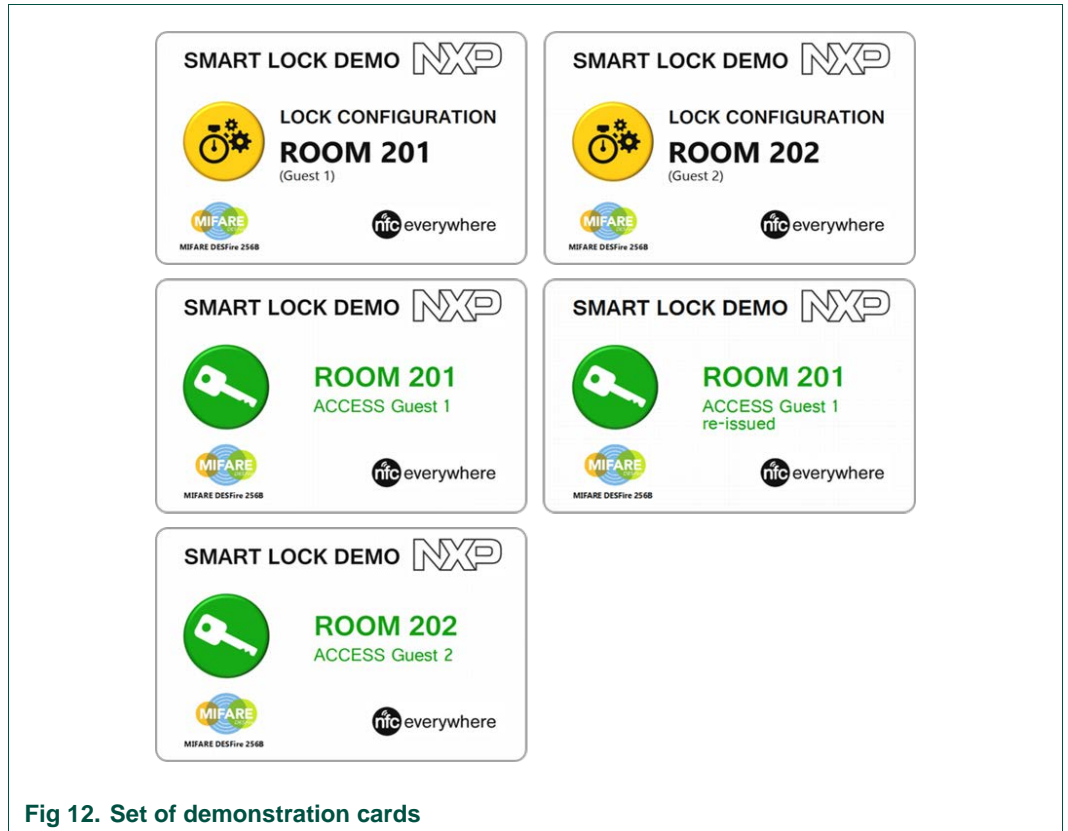 SMART LOCK DEMO NXP
LOCK CONFIGURATION
ROOM 201
(Guest 1)
MIFARE
MIFARE DESFire 256B
nfc everywhere
SMART LOCK DEMO NXP
LOCK CONFIGURATION
ROOM 202
(Guest 2)
MIFARE
MIFARE DESFire 256B
nfc everywhere
SMART LOCK DEMO NXP
ROOM 201
ACCESS Guest 1
MIFARE
MIFARE DESFire 256B
nfc everywhere
SMART LOCK DEMO NXP
ROOM 201
ACCESS Guest 1
re-issued
MIFARE
MIFARE DESFire 256B
nfc everywhere
SMART LOCK DEMO NXP
ROOM 202
ACCESS Guest 2
MIFARE
MIFARE DESFire 256B
nfc everywhere
Fig 12. Set of demonstration cards